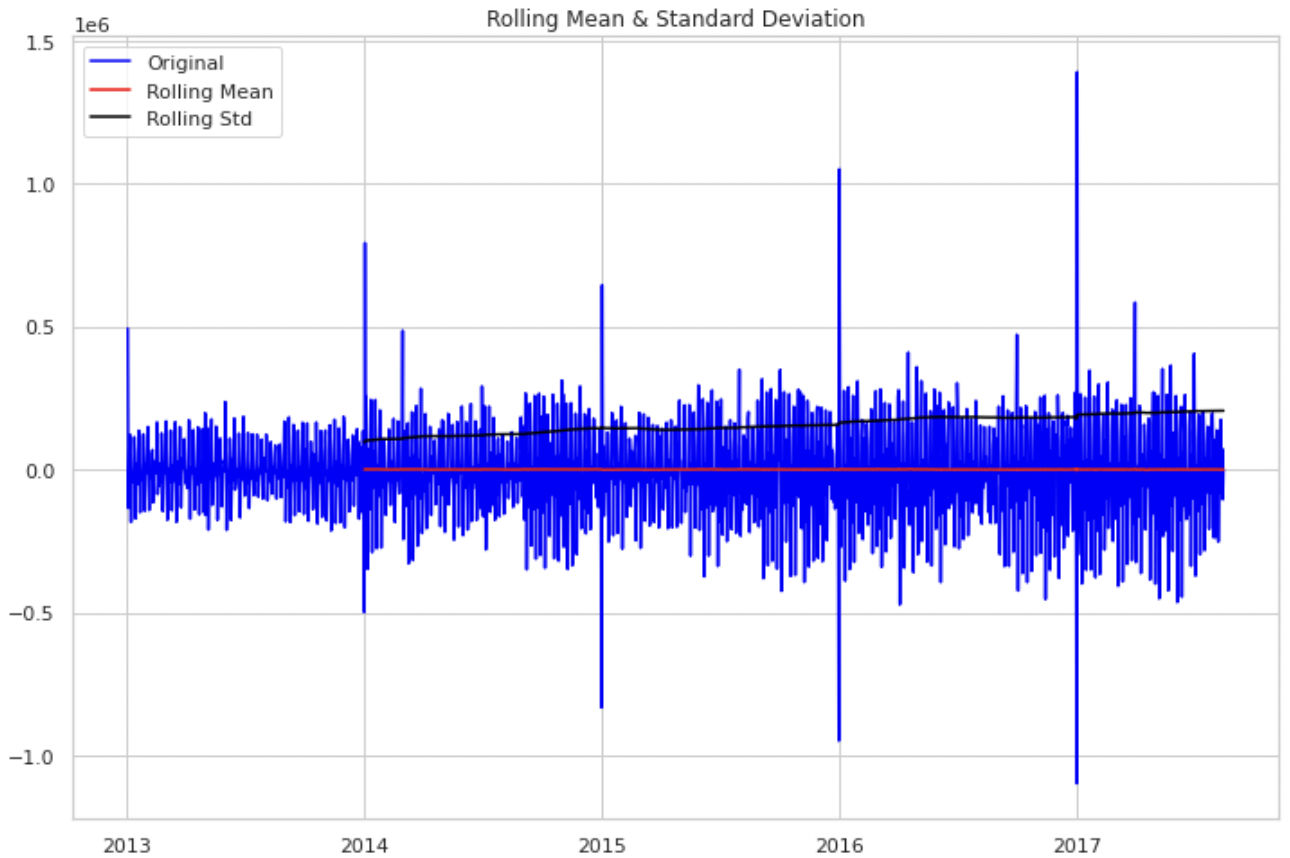 Rolling Mean & Standard Deviation
1e6
1.5
Original
Rolling Mean
Rolling Std
1.0
0.5
0.0
−0.5
−1.0
2013 2014 2015 2016 2017